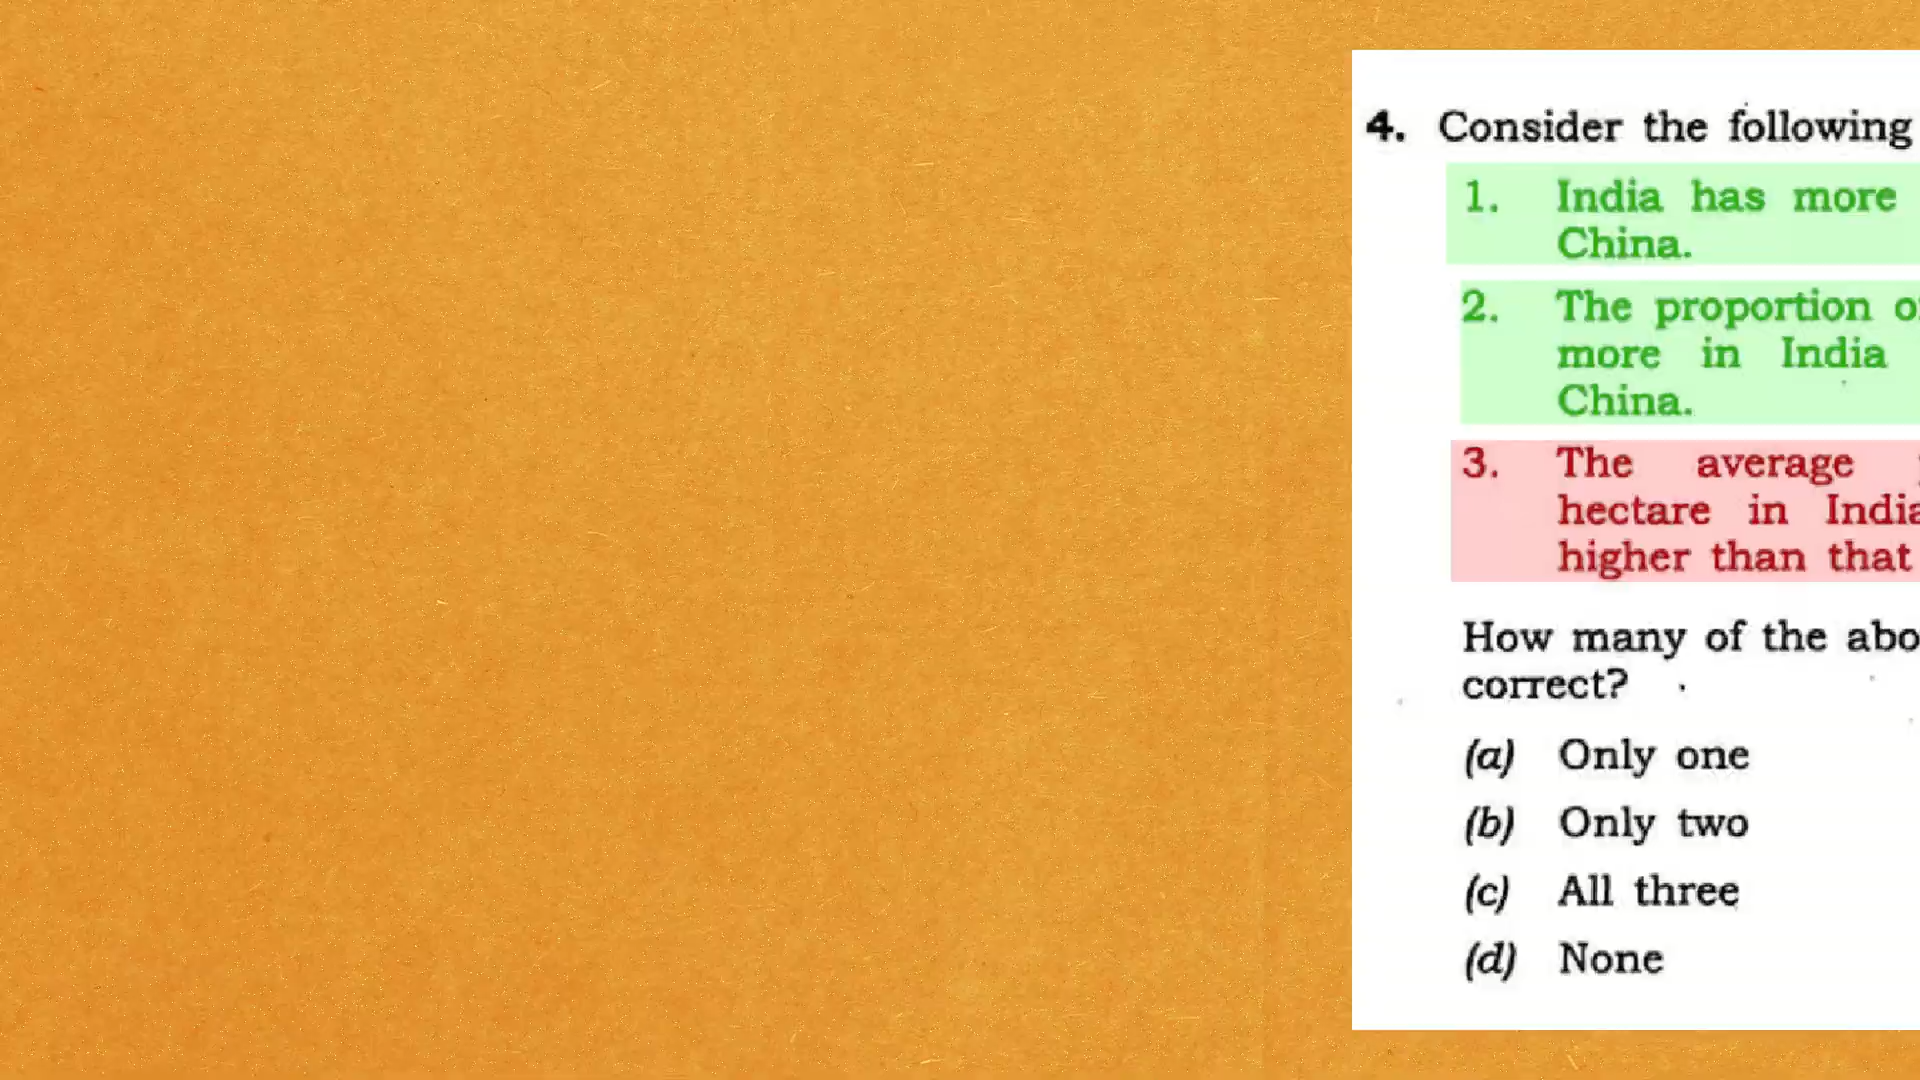 4. Consider the following
1. India has more
China.
2. The proportion
more in India
China.
3. The average
hectare in India
higher than that
How many of the
correct?
(a) Only one
(b) Only two
(c) All three
(d) None